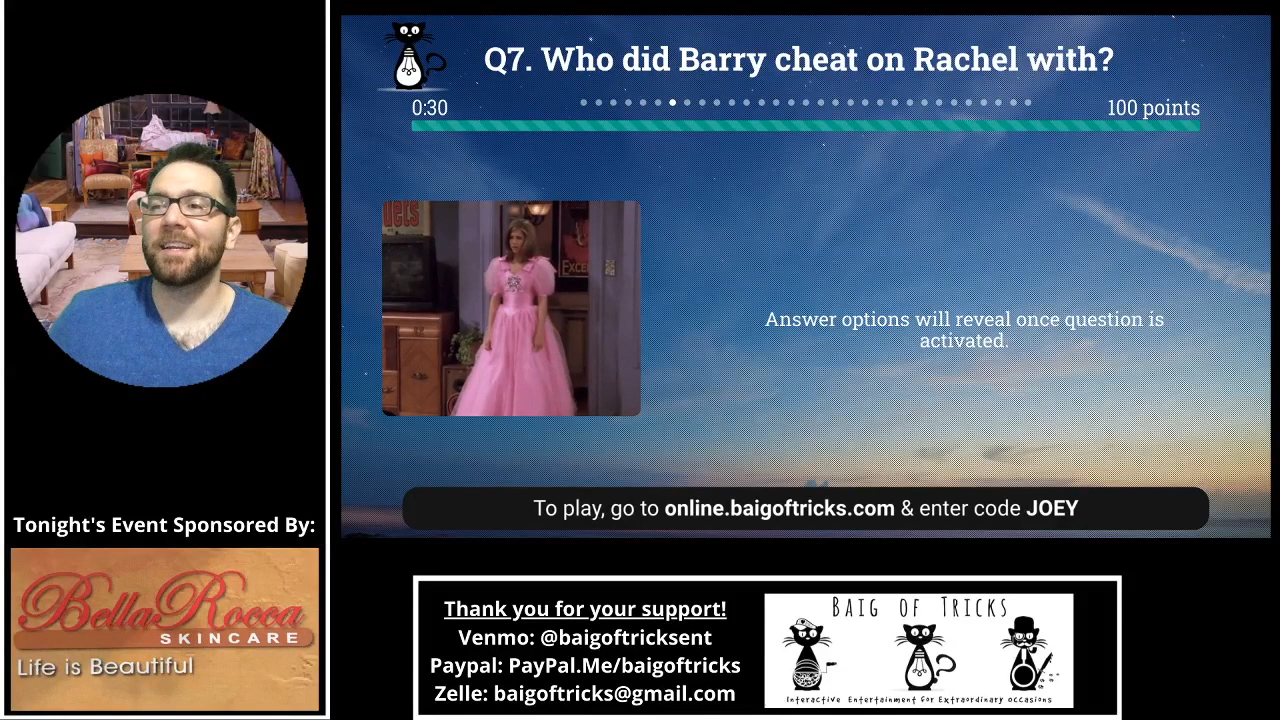 Q7. Who did Barry cheat on Rachel with?
0:30
100 points
Answer options will reveal once question is
activated.
To play, go to online.baigoftricks.com & enter code JOEY
Tonight's Event Sponsored By:
BellaRocca
SKINCARE
Life is Beautiful
Thank you for your support!
Venmo: @baigoftricksent
Paypal: PayPal.Me/baigoftricks
Zelle: baigoftricks@gmail.com
BAIG OF TRICKS
Interactive Entertainment for Extraordinary occasions